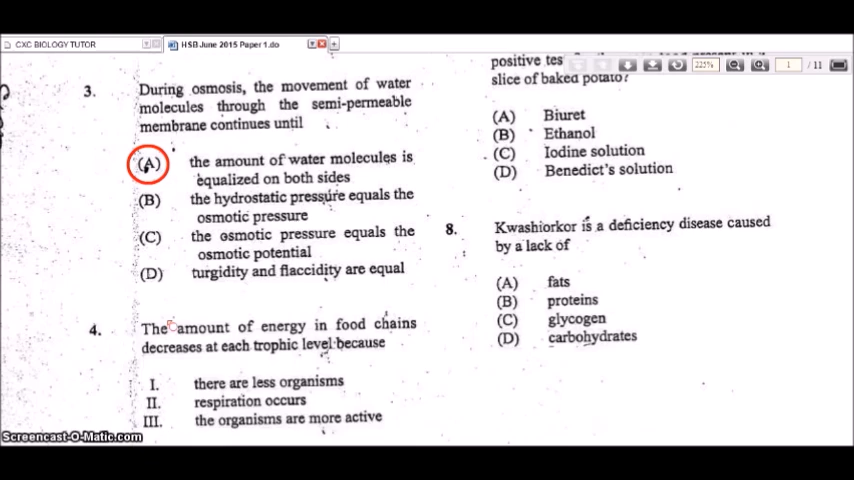 CXC BIOLOGY TUTOR
HSB June 2015 Paper 1.do
225%
1
/ 11
3. During osmosis, the movement of water
molecules through the semi-permeable
membrane continues until
(A) the amount of water molecules is
equalized on both sides
(B) the hydrostatic pressure equals the
osmotic pressure
(C) the osmotic pressure equals the
osmotic potential
(D) turgidity and flaccidity are equal
4. The amount of energy in food chains
decreases at each trophic level because
I. there are less organisms
II. respiration occurs
III. the organisms are more active
positive tes
slice of baked potato?
(A) Biuret
(B) Ethanol
(C) Iodine solution
(D) Benedict's solution
8. Kwashiorkor is a deficiency disease caused
by a lack of
(A) fats
(B) proteins
(C) glycogen
(D) carbohydrates
Screencast-O-Matic.com